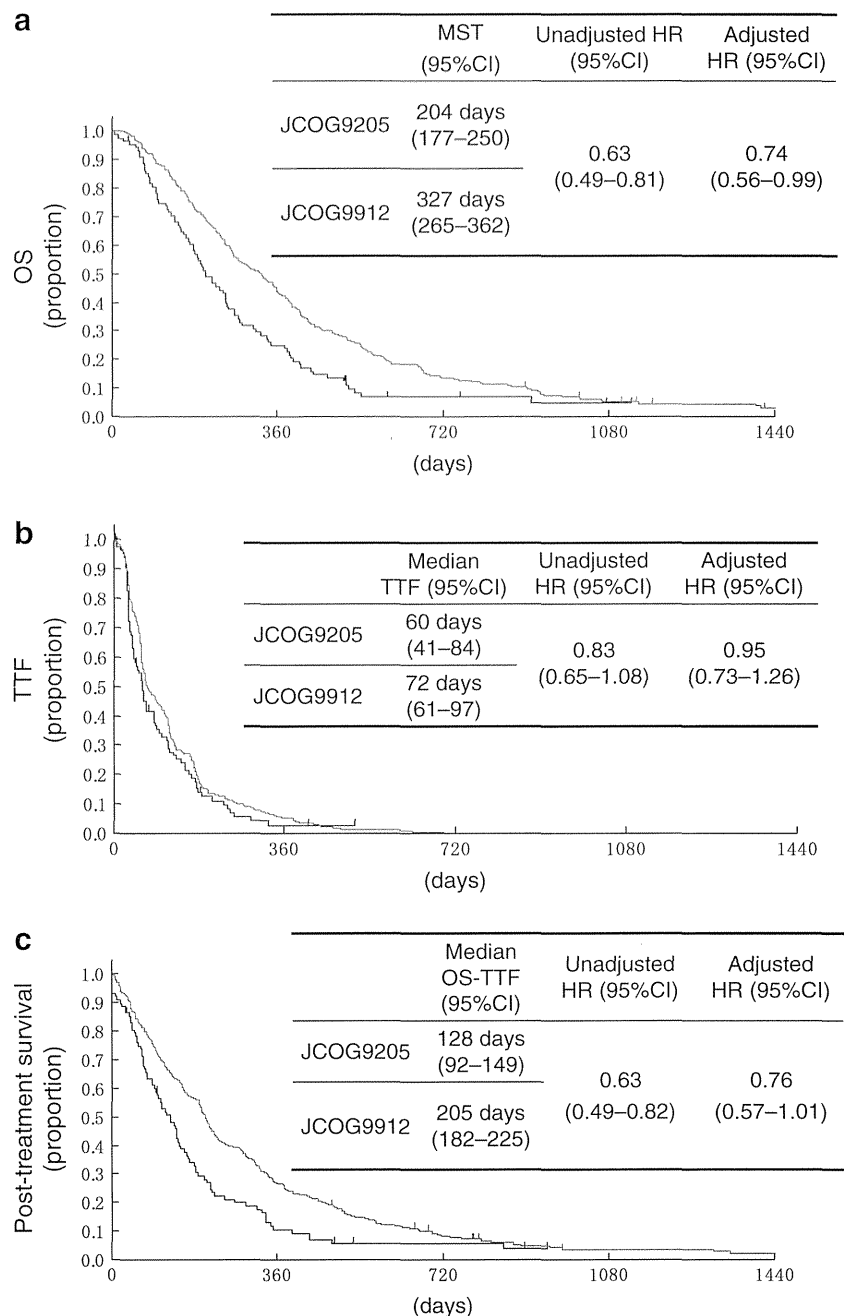 a
MST Unadjusted HR Adjusted
(95%CI) (95%CI) HR (95%CI)
JCOG9205 204 days
(177–250)
0.63 0.74
(0.49–0.81) (0.56–0.99)
JCOG9912 327 days
(265–362)
OS
(proportion)
1.0
0.9
0.8
0.7
0.6
0.5
0.4
0.3
0.2
0.1
0.0
0 360 720 1080 1440
(days)
b
Median Unadjusted Adjusted
TTF (95%CI) HR (95%CI) HR (95%CI)
JCOG9205 60 days
(41–84)
0.83 0.95
(0.65–1.08) (0.73–1.26)
JCOG9912 72 days
(61–97)
TTF
(proportion)
1.0
0.9
0.8
0.7
0.6
0.5
0.4
0.3
0.2
0.1
0.0
0 360 720 1080 1440
(days)
c
Median
OS-TTF
(95%CI)
Unadjusted Adjusted
HR (95%CI) HR (95%CI)
JCOG9205 128 days
(92–149)
0.63 0.76
(0.49–0.82) (0.57–1.01)
JCOG9912 205 days
(182–225)
Post-treatment survival
(proportion)
1.0
0.9
0.8
0.7
0.6
0.5
0.4
0.3
0.2
0.1
0.0
0 360 720 1080 1440
(days)